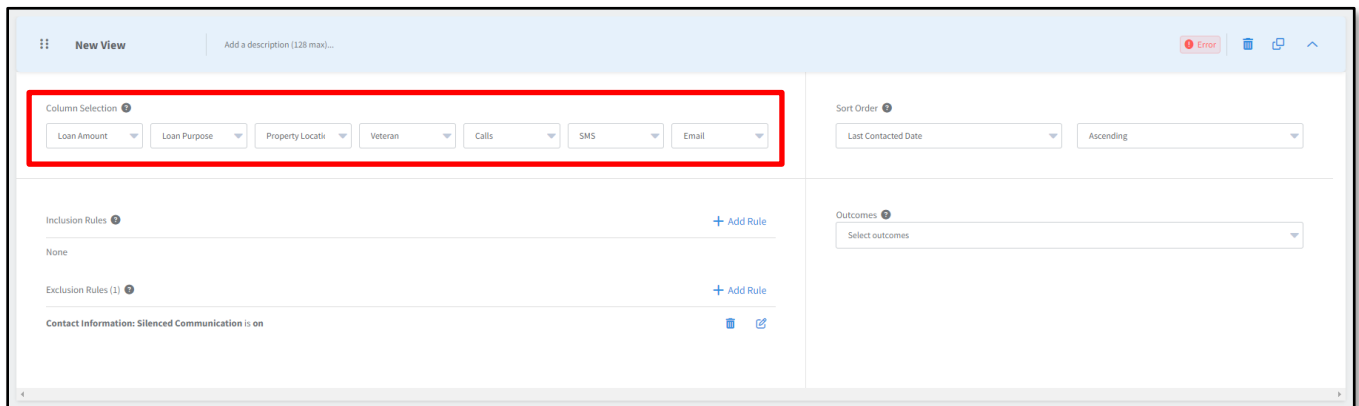 New View
Add a description (128 max)...
Error
Column Selection
Loan Amount Loan Purpose Property Locatic Veteran Calls SMS Email
Sort Order
Last Contacted Date Ascending
Inclusion Rules
+ Add Rule
None
Exclusion Rules (1)
+ Add Rule
Contact Information: Silenced Communication is on
Outcomes
Select outcomes